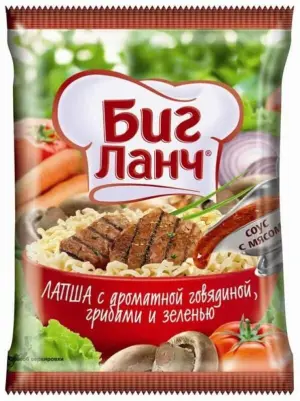 Биг
Ланч®
соус
с мясом
Лапша с ароматной говядиной,
грибами и зеленью